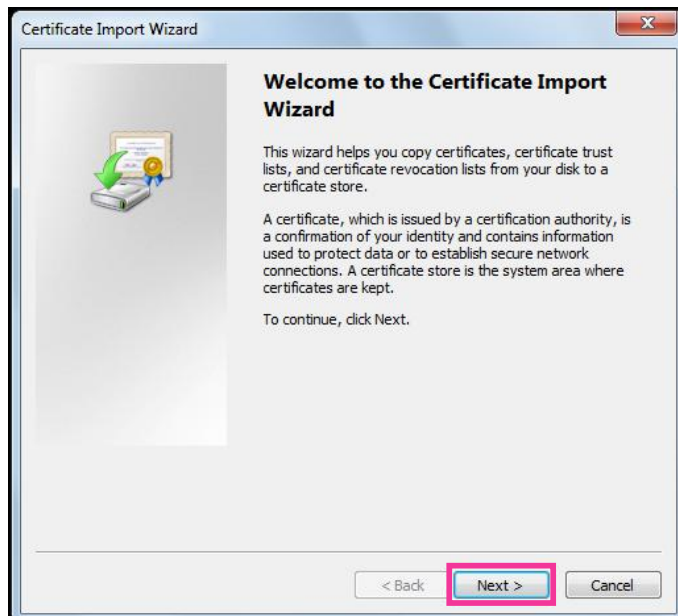 Certificate Import Wizard
Welcome to the Certificate Import
Wizard
This wizard helps you copy certificates, certificate trust
lists, and certificate revocation lists from your disk to a
certificate store.
A certificate, which is issued by a certification authority, is
a confirmation of your identity and contains information
used to protect data or to establish secure network
connections. A certificate store is the system area where
certificates are kept.
To continue, click Next.
< Back Next > Cancel